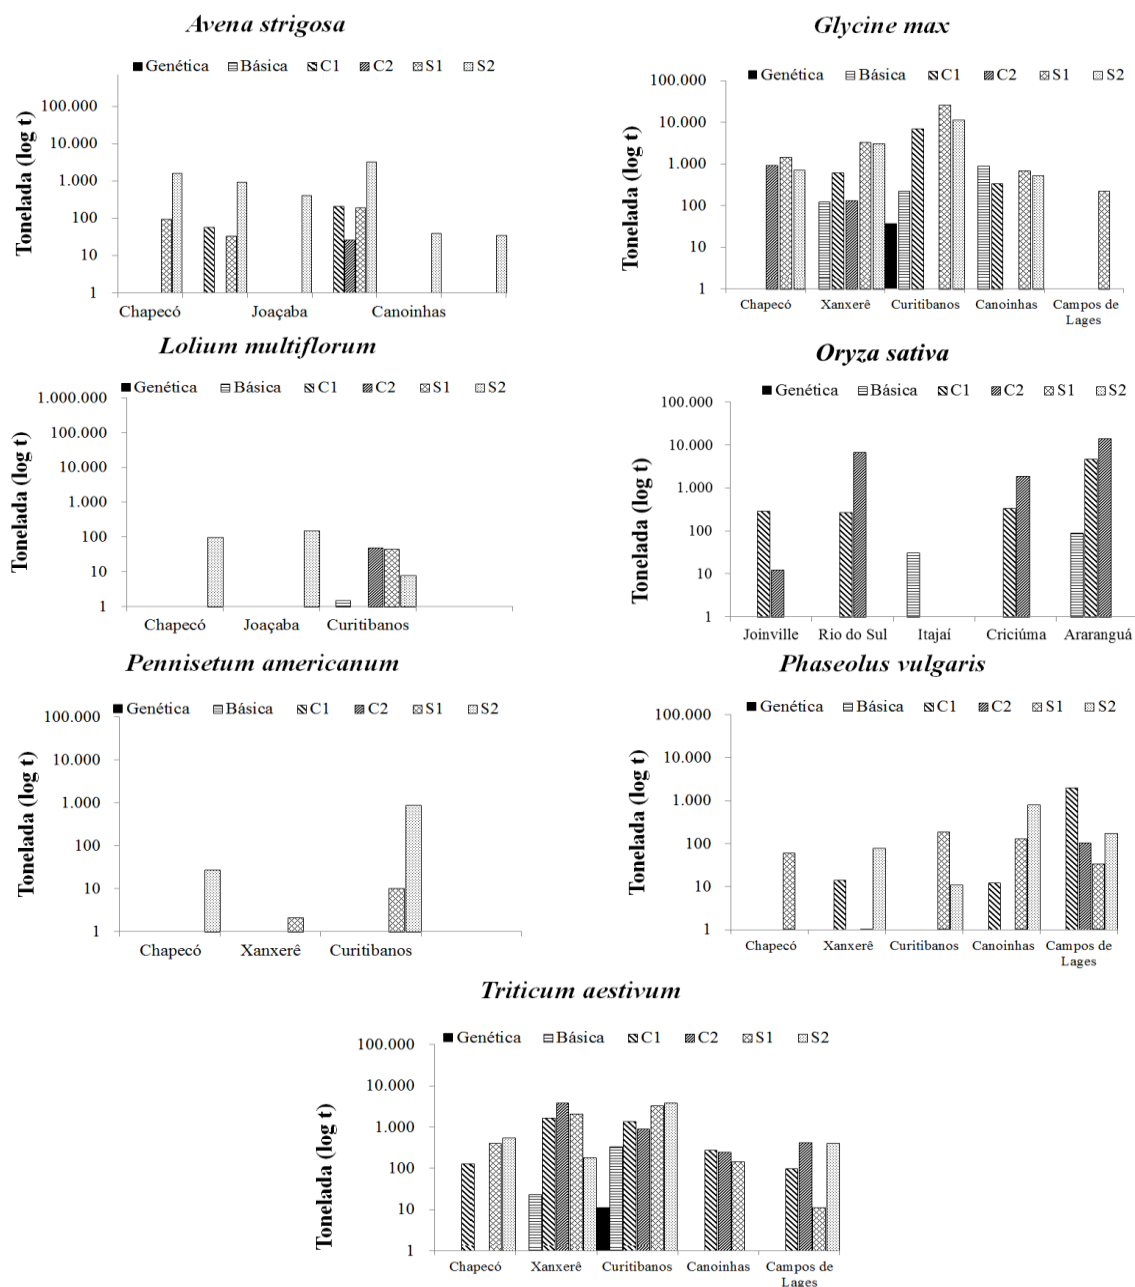 Avena strigosa
Genética Básica C1 C2 S1 S2
Tonelada (log t)
100.000
10.000
1.000
100
10
1
Chapecó Joaçaba Canoinhas
Glycine max
Genética Básica C1 C2 S1 S2
Tonelada (log t)
100.000
10.000
1.000
100
10
1
Chapecó Xanxerê Curitibanos Canoinhas Campos de
Lages
Lolium multiflorum
Genética Básica C1 C2 S1 S2
Tonelada (log t)
1.000.000
100.000
10.000
1.000
100
10
1
Chapecó Joaçaba Curitibanos
Oryza sativa
Genética Básica C1 C2 S1 S2
Tonelada (log t)
100.000
10.000
1.000
100
10
1
Joinville Rio do Sul Itajaí Criciúma Araranguá
Pennisetum americanum
Genética Básica C1 C2 S1 S2
Tonelada (log t)
100.000
10.000
1.000
100
10
1
Chapecó Xanxerê Curitibanos
Phaseolus vulgaris
Genética Básica C1 C2 S1 S2
Tonelada (log t)
100.000
10.000
1.000
100
10
1
Chapecó Xanxerê Curitibanos Canoinhas Campos de
Lages
Triticum aestivum
Genética Básica C1 C2 S1 S2
Tonelada (log t)
100.000
10.000
1.000
100
10
1
Chapecó Xanxerê Curitibanos Canoinhas Campos de
Lages